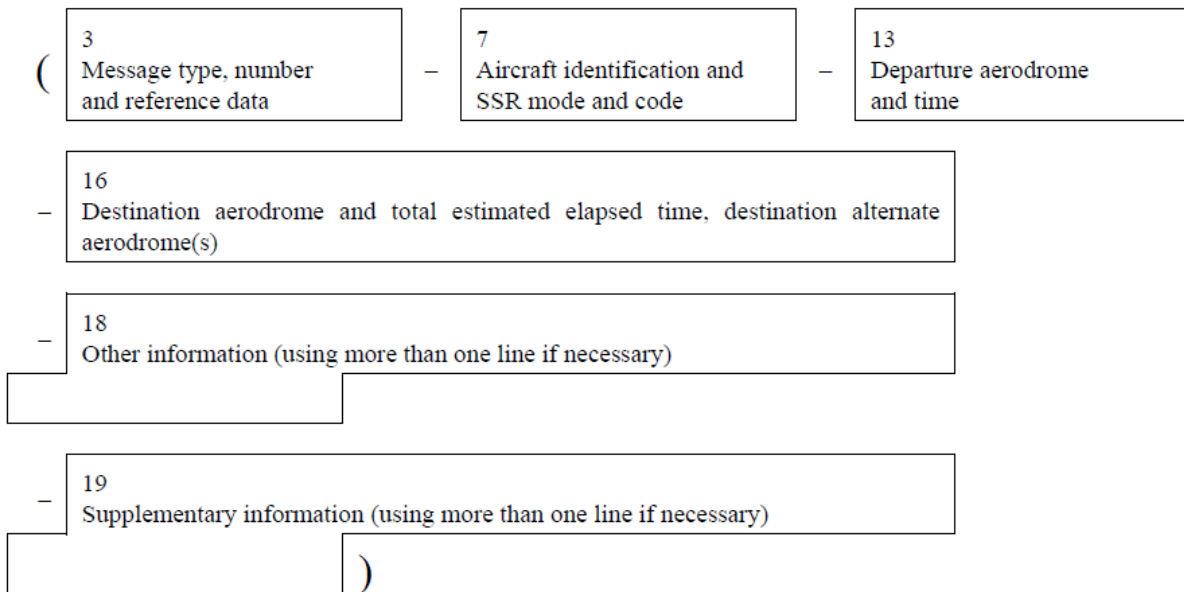 3
Message type, number
and reference data
(
–
7
Aircraft identification and
SSR mode and code
–
13
Departure aerodrome
and time
–
16
Destination aerodrome and total estimated elapsed time, destination alternate
aerodrome(s)
–
18
Other information (using more than one line if necessary)
–
19
Supplementary information (using more than one line if necessary)
)